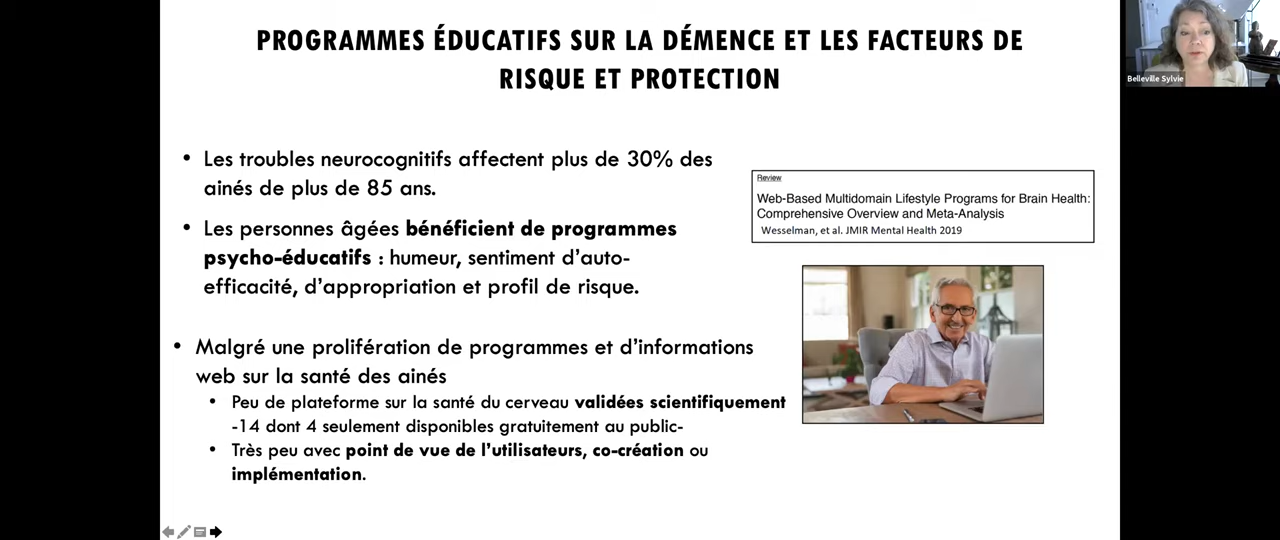 PROGRAMMES ÉDUCATIFS SUR LA DÉMENCE ET LES FACTEURS DE
RISQUE ET PROTECTION
• Les troubles neurocognitifs affectent plus de 30% des
ainés de plus de 85 ans.
• Les personnes âgées bénéficient de programmes
psycho-éducatifs : humeur, sentiment d'auto-
efficacité, d'appropriation et profil de risque.
• Malgré une prolifération de programmes et d'informations
web sur la santé des ainés
• Peu de plateforme sur la santé du cerveau validées scientifiquement
-14 dont 4 seulement disponibles gratuitement au public-
• Très peu avec point de vue de l'utilisateurs, co-création ou
implémentation.
Review
Web-Based Multidomain Lifestyle Programs for Brain Health:
Comprehensive Overview and Meta-Analysis
Wesselman, et al. JMIR Mental Health 2019
Belleville Sylvie